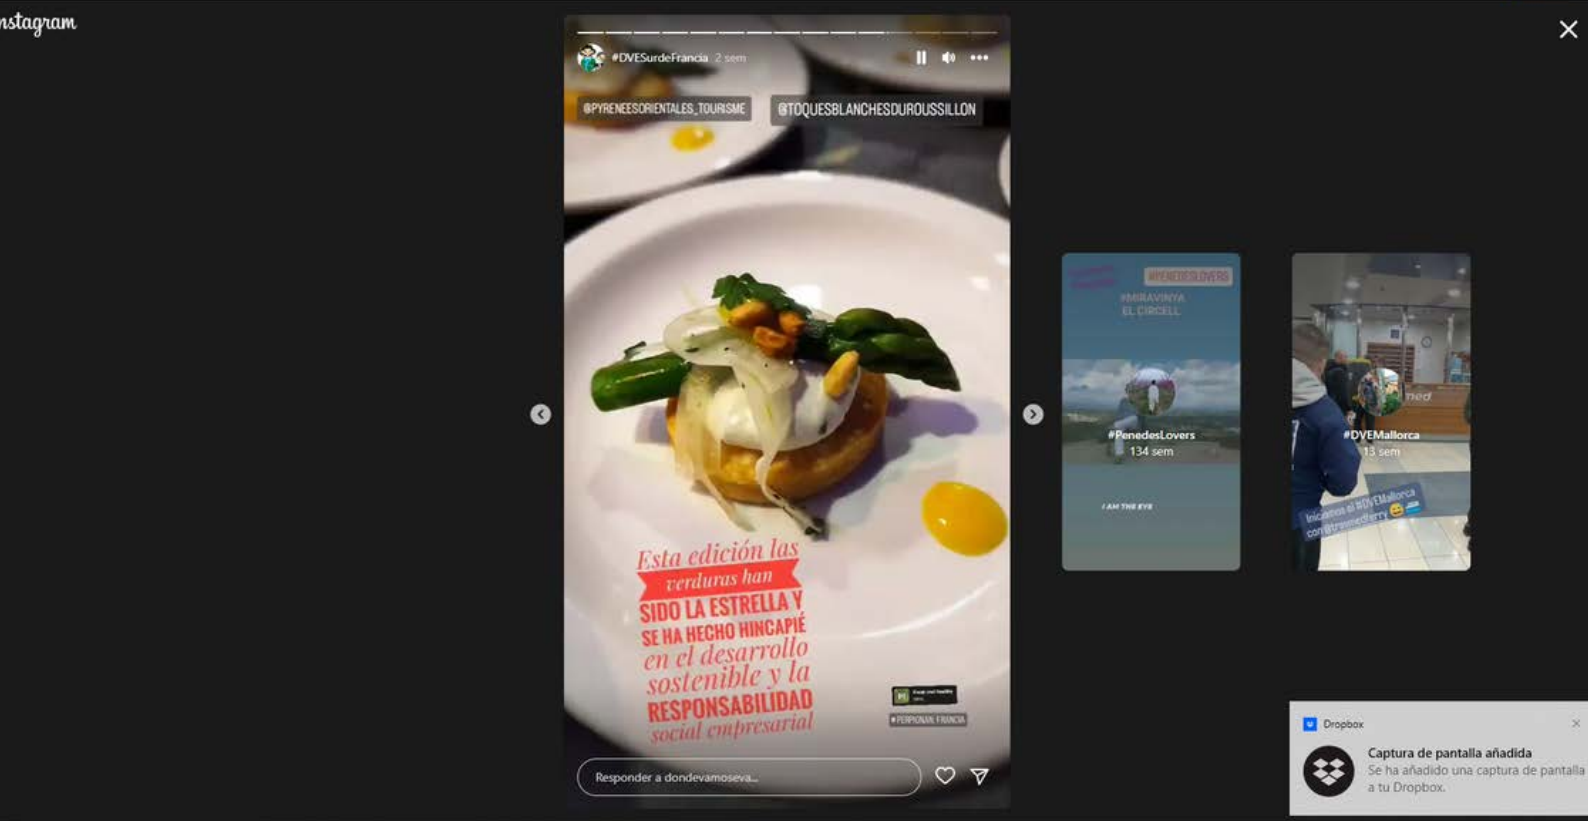 Instagram
#DVESurdeFrancia 2 sem
@PYRENEESORIENTALES_TOURISME
@TOQUESBLANCHESDUROUSSILLON
Esta edición las
verduras han
SIDO LA ESTRELLA Y
SE HA HECHO HINCAPIÉ
en el desarrollo
sostenible y la
RESPONSABILIDAD
social empresarial
PERPIGNAN, FRANCIA
Responder a dondevamoseva...
#PENEDESLOVERS
#MIRAVINYA
EL CIRCELL
#PenedesLovers
134 sem
I AM THE EYE
med
#DVEMallorca
13 sem
Iniciamos el #DVEMallorca
con @trasmedferry
Dropbox
Captura de pantalla añadida
Se ha añadido una captura de pantalla
a tu Dropbox.